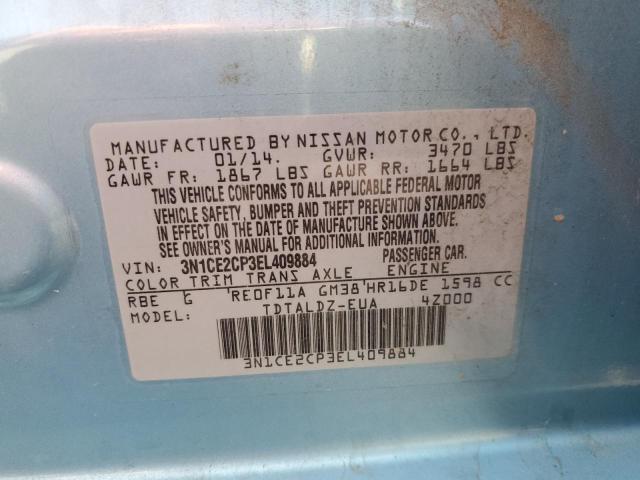 MANUFACTURED BY NISSAN MOTOR CO., LTD.
DATE: 01/14. GVWR: 3470 LBS
GAWR FR: 1867 LBS GAWR RR: 1664 LBS
THIS VEHICLE CONFORMS TO ALL APPLICABLE FEDERAL MOTOR
VEHICLE SAFETY, BUMPER AND THEFT PREVENTION STANDARDS
IN EFFECT ON THE DATE OF MANUFACTURE SHOWN ABOVE.
SEE OWNER'S MANUAL FOR ADDITIONAL INFORMATION.
VIN: 3N1CE2CP3EL409884 PASSENGER CAR.
COLOR TRIM TRANS AXLE ENGINE
RBE G RE0F11A GM38 HR16DE 1598 CC
TDTALDZ-EUA 4Z000
3N1CE2CP3EL409884